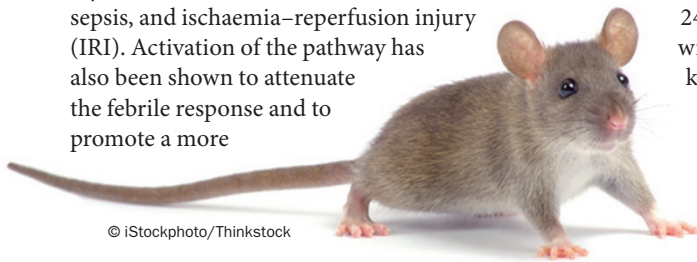 sepsis, and ischaemia–reperfusion injury
(IRI). Activation of the pathway has
also been shown to attenuate
the febrile response and to
promote a more
© iStockphoto/Thinkstock
24
w
k